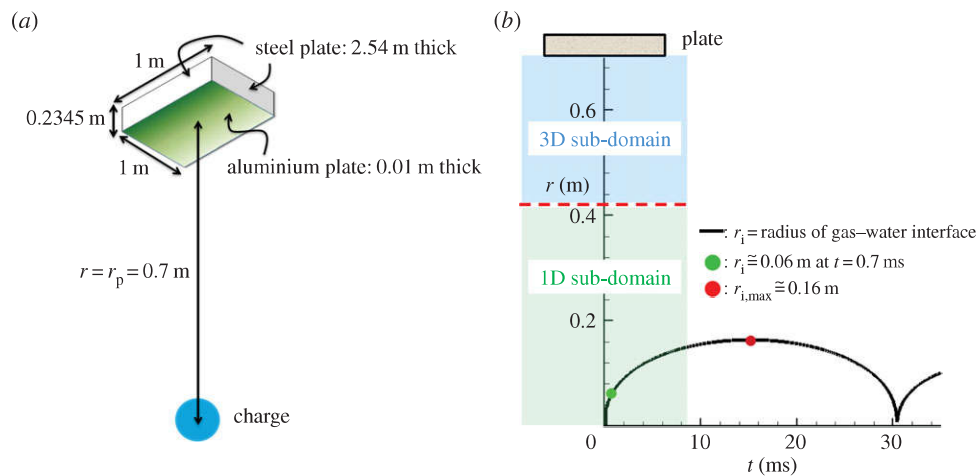 (a)
steel plate: 2.54 m thick
1 m
0.2345 m
1 m
aluminium plate: 0.01 m thick
r = rp = 0.7 m
charge
(b)
plate
0.6
3D sub-domain
r (m)
0.4
: ri = radius of gas–water interface
: ri ≅ 0.06 m at t = 0.7 ms
: ri,max ≅ 0.16 m
1D sub-domain
0.2
0 10 20 30
t (ms)